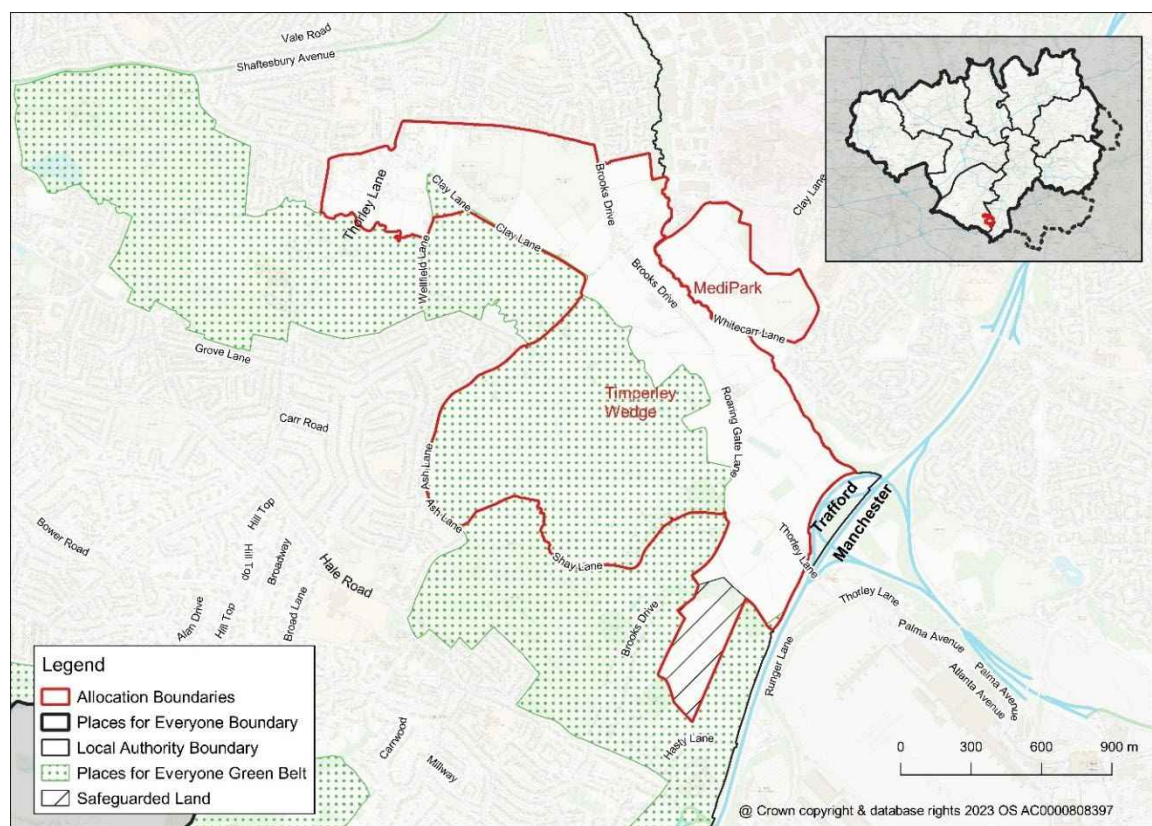 Vale Road
Shaftesbury Avenue
Clay Lane
Thorley Lane
Clay Lane
Clay Lane
Brooks Drive
Wellfield Lane
Brooks Drive
MediPark
Whitecarr Lane
Grove Lane
Timperley
Wedge
Roaring Gate Lane
Carr Road
Ash Lane
Ash Lane
Hill Top
Bower Road
Hill Top
Broadway
Hale Road
Shay Lane
Trafford
Manchester
Thorley Lane
Thorley Lane
Alan Drive
Hill Top
Broad Lane
Brooks Drive
Runger Lane
Palma Avenue
Palma Avenue
Atlanta Avenue
Hasty Lane
Carrwood
Millway
Legend
Allocation Boundaries
Places for Everyone Boundary
Local Authority Boundary
Places for Everyone Green Belt
Safeguarded Land
0 300 600 900 m
@ Crown copyright & database rights 2023 OS AC0000808397